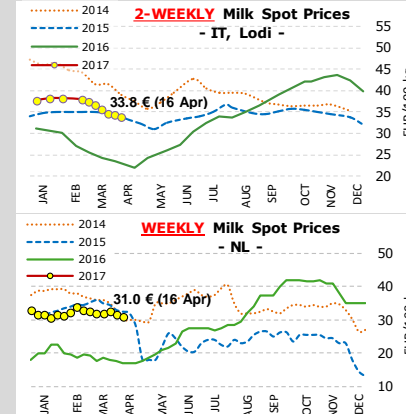 2-WEEKLY Milk Spot Prices
- IT, Lodi -
2014
2015
2016
2017
33.8 € (16 Apr)
55
50
45
40
35
30
25
20
JAN
FEB
MAR
APR
MAY
JUN
JUL
AUG
SEP
OCT
NOV
DEC
WEEKLY Milk Spot Prices
- NL -
2014
2015
2016
2017
31.0 € (16 Apr)
50
40
30
20
10
JAN
FEB
MAR
APR
MAY
JUN
JUL
AUG
SEP
OCT
NOV
DEC